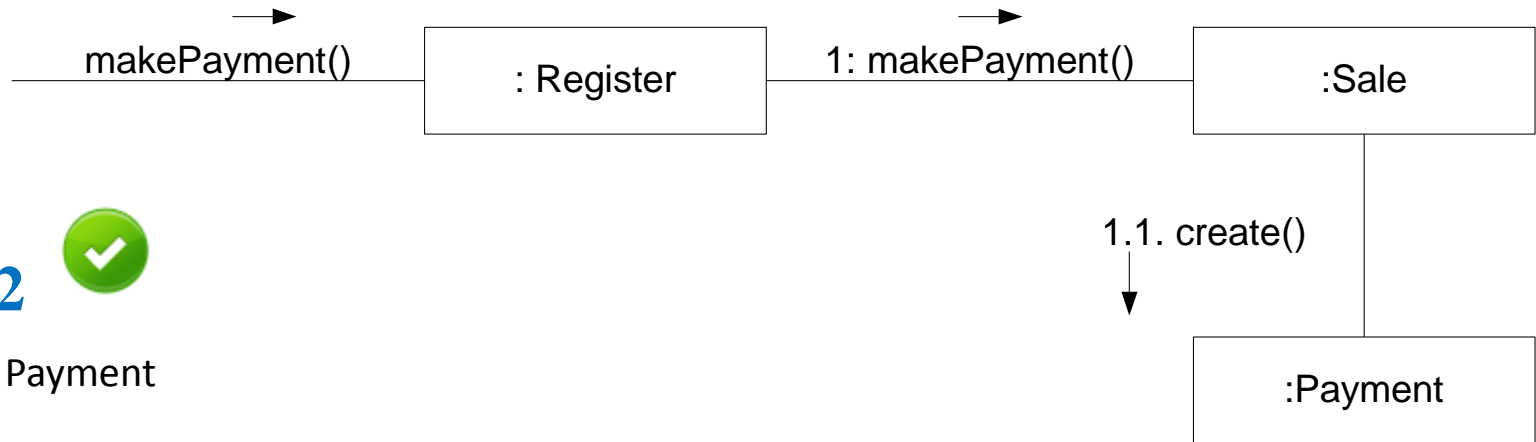 makePayment()
: Register
1: makePayment()
:Sale
1.1. create()
2
Payment
:Payment